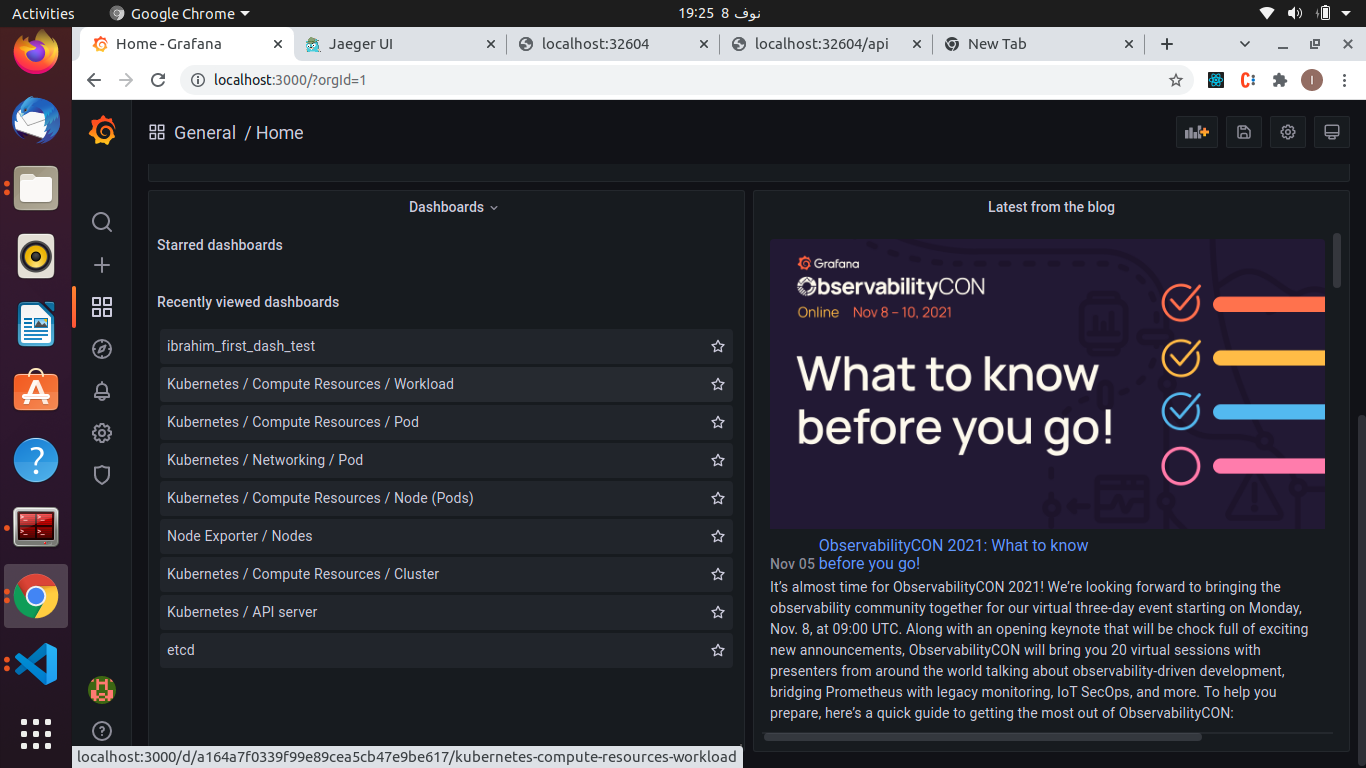 Activities
Google Chrome
19:25 نوف 8
Home - Grafana
Jaeger UI
localhost:32604
localhost:32604/api
New Tab
localhost:3000/?orgId=1
General / Home
Dashboards
Starred dashboards
Recently viewed dashboards
ibrahim_first_dash_test
Kubernetes / Compute Resources / Workload
Kubernetes / Compute Resources / Pod
Kubernetes / Networking / Pod
Kubernetes / Compute Resources / Node (Pods)
Node Exporter / Nodes
Kubernetes / Compute Resources / Cluster
Kubernetes / API server
etcd
Latest from the blog
Grafana
ObservabilityCON
Online Nov 8 – 10, 2021
What to know
before you go!
ObservabilityCON 2021: What to know
Nov 05 before you go!
It’s almost time for ObservabilityCON 2021! We’re looking forward to bringing the
observability community together for our virtual three-day event starting on Monday,
Nov. 8, at 09:00 UTC. Along with an opening keynote that will be chock full of exciting
new announcements, ObservabilityCON will bring you 20 virtual sessions with
presenters from around the world talking about observability-driven development,
bridging Prometheus with legacy monitoring, IoT SecOps, and more. To help you
prepare, here’s a quick guide to getting the most out of ObservabilityCON:
localhost:3000/d/a164a7f0339f99e89cea5cb47e9be617/kubernetes-compute-resources-workload